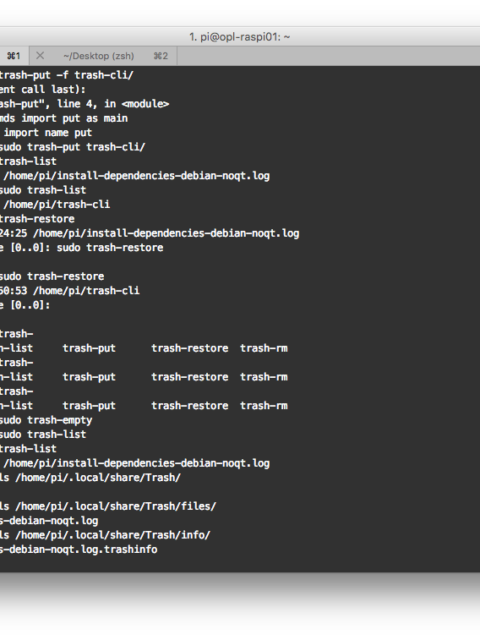 1. pi@opl-raspi01: ~
⌘1 ~/Desktop (zsh) ⌘2
trash-put -f trash-cli/
ent call last):
ash-put", line 4, in <module>
mds import put as main
import name put
sudo trash-put trash-cli/
trash-list
/home/pi/install-dependencies-debian-noqt.log
sudo trash-list
/home/pi/trash-cli
trash-restore
24:25 /home/pi/install-dependencies-debian-noqt.log
e [0..0]: sudo trash-restore
sudo trash-restore
50:53 /home/pi/trash-cli
e [0..0]:
trash-
h-list trash-put trash-restore trash-rm
trash-
h-list trash-put trash-restore trash-rm
trash-
h-list trash-put trash-restore trash-rm
sudo trash-empty
sudo trash-list
trash-list
/home/pi/install-dependencies-debian-noqt.log
ls /home/pi/.local/share/Trash/
ls /home/pi/.local/share/Trash/files/
s-debian-noqt.log
ls /home/pi/.local/share/Trash/info/
s-debian-noqt.log.trashinfo